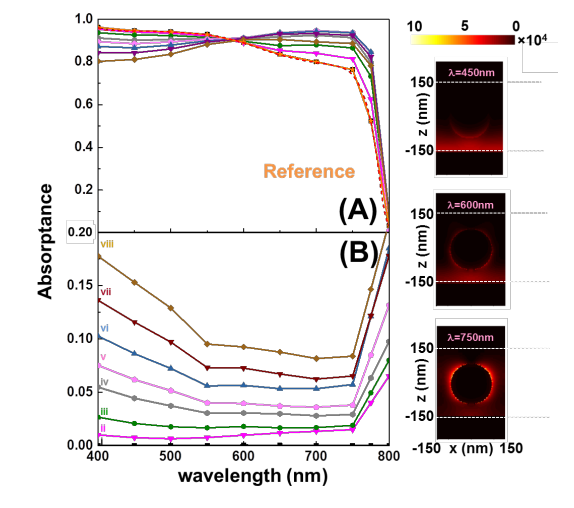 1.0
0.8
0.6
0.4
0.2
Reference
(A)
Absorptance
0.20
0.15
0.10
0.05
0.00
viii
vii
vi
v
iv
iii
ii
(B)
400
500
600
700
800
wavelength (nm)
10
5
0
×10⁴
λ=450nm
150
-150
z (nm)
λ=600nm
150
-150
z (nm)
λ=750nm
150
-150
z (nm)
-150 x (nm) 150